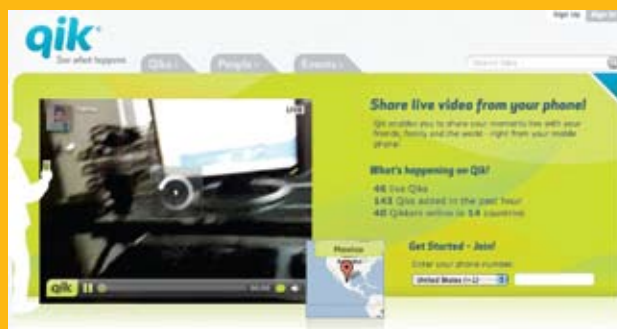 Sign Up Sign In
qik
See what happens
Qiks
People
Events
LIVE
Share live video from your phone!
Qik enables you to share your moments live with your
friends, family and the world - right from your mobile
phone!
What's happening on Qik!
46 live Qiks
143 Qiks added in the past hour
40 Qikkers online in 14 countries
Mexico
Get Started - Join!
Enter your phone number:
qik
United States (+1)